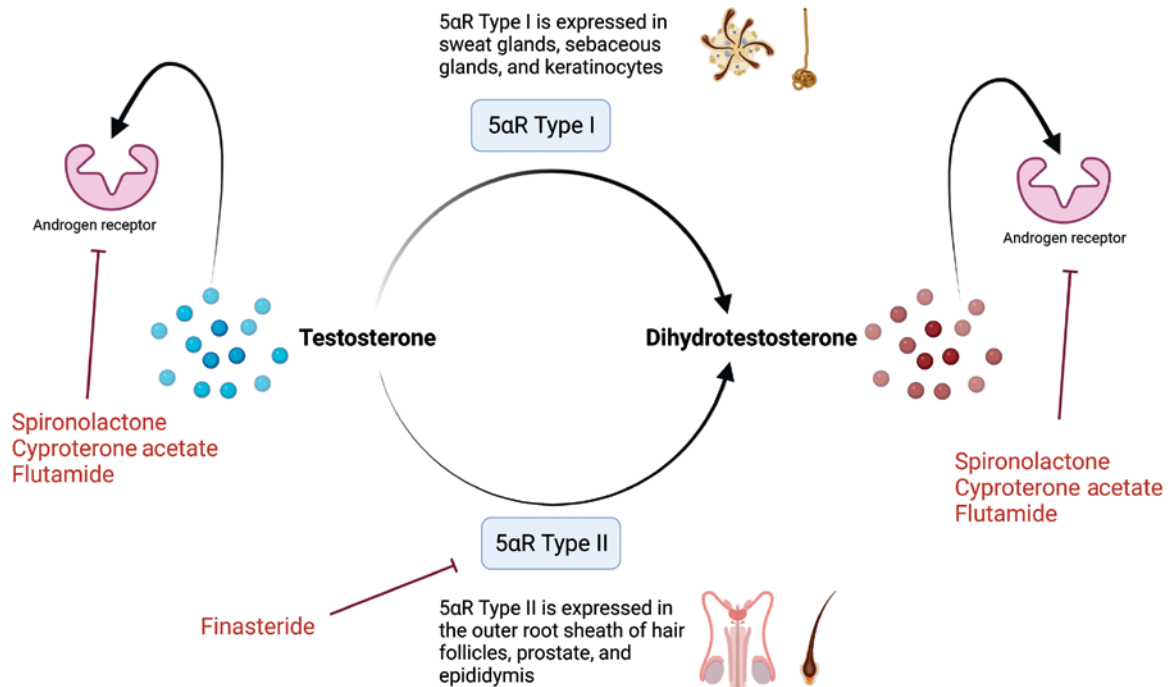 5αR Type I is expressed in
sweat glands, sebaceous
glands, and keratinocytes
5αR Type I
Androgen receptor
Androgen receptor
Testosterone
Dihydrotestosterone
Spironolactone
Cyproterone acetate
Flutamide
Spironolactone
Cyproterone acetate
Flutamide
5αR Type II
Finasteride
5αR Type II is expressed in
the outer root sheath of hair
follicles, prostate, and
epididymis